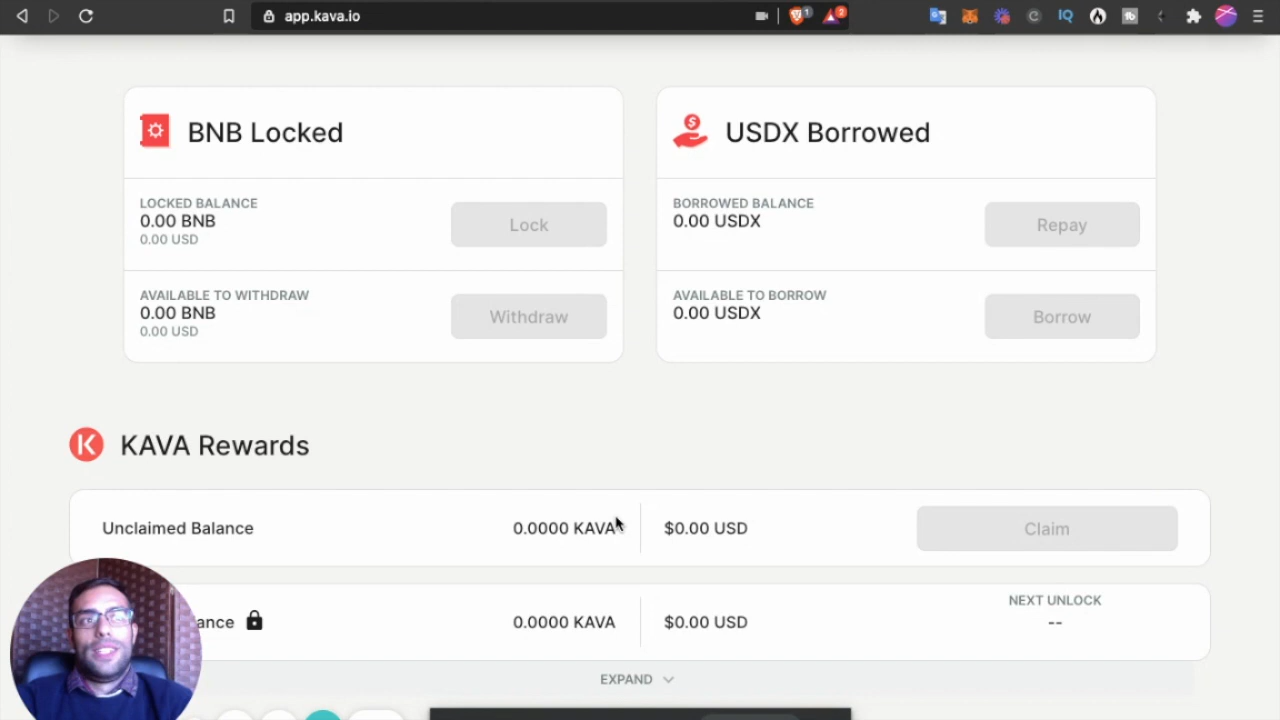 app.kava.io
1
2
IQ
BNB Locked
USDX Borrowed
LOCKED BALANCE
0.00 BNB
0.00 USD
Lock
BORROWED BALANCE
0.00 USDX
Repay
AVAILABLE TO WITHDRAW
0.00 BNB
0.00 USD
Withdraw
AVAILABLE TO BORROW
0.00 USDX
Borrow
K
KAVA Rewards
Unclaimed Balance
0.0000 KAVA
$0.00 USD
Claim
ance
0.0000 KAVA
$0.00 USD
NEXT UNLOCK
--
EXPAND